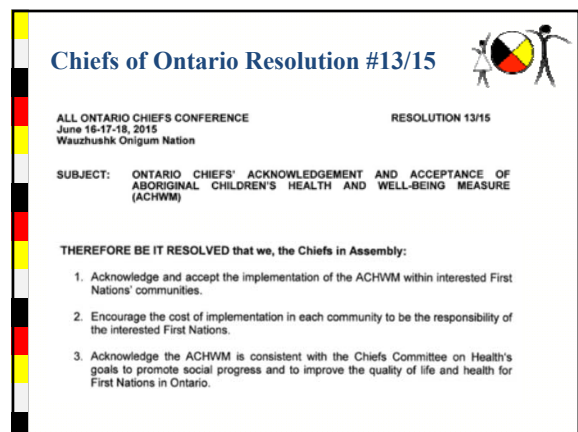 Chiefs of Ontario Resolution #13/15
ALL ONTARIO CHIEFS CONFERENCE RESOLUTION 13/15
June 16-17-18, 2015
Wauzhushk Onigum Nation
SUBJECT: ONTARIO CHIEFS' ACKNOWLEDGEMENT AND ACCEPTANCE OF
ABORIGINAL CHILDREN'S HEALTH AND WELL-BEING MEASURE
(ACHWM)
THEREFORE BE IT RESOLVED that we, the Chiefs in Assembly:
1. Acknowledge and accept the implementation of the ACHWM within interested First
Nations' communities.
2. Encourage the cost of implementation in each community to be the responsibility of
the interested First Nations.
3. Acknowledge the ACHWM is consistent with the Chiefs Committee on Health's
goals to promote social progress and to improve the quality of life and health for
First Nations in Ontario.